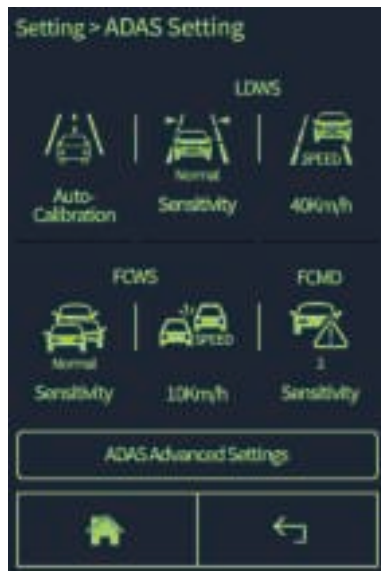 Setting > ADAS Setting
LDWS
SPEED
Normal
Auto-
Calibration
Sensitivity
40Km/h
FCWS
FCMD
SPEED
Normal
3
Sensitivity
10Km/h
Sensitivity
ADAS Advanced Settings